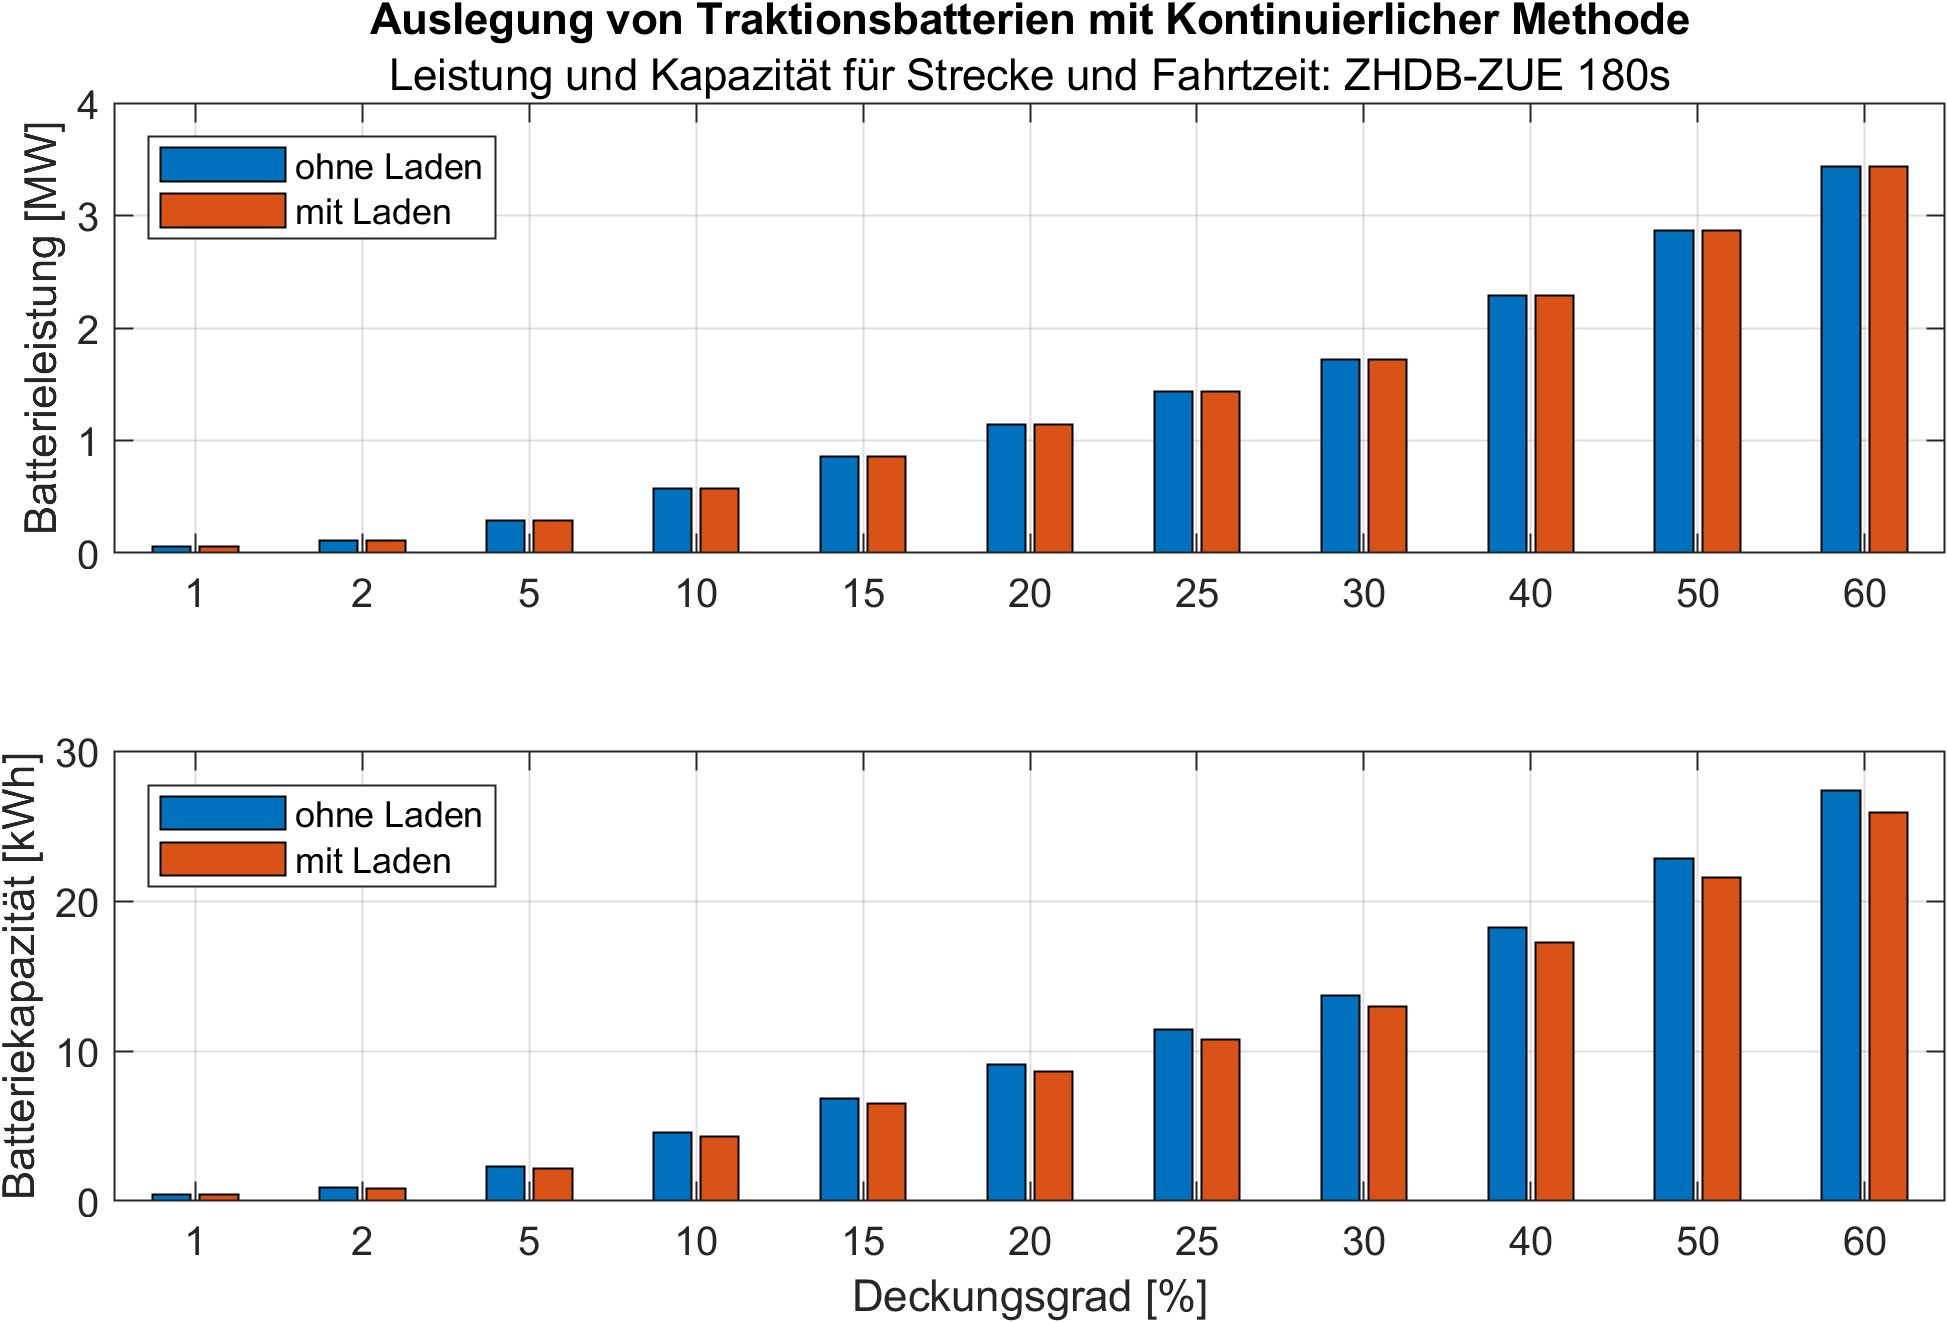 Auslegung von Traktionsbatterien mit Kontinuierlicher Methode
Leistung und Kapazität für Strecke und Fahrtzeit: ZHDB-ZUE 180s
Batterieleistung [MW]
4
3
2
1
0
ohne Laden
mit Laden
1 2 5 10 15 20 25 30 40 50 60
Batteriekapazität [kWh]
30
20
10
0
ohne Laden
mit Laden
1 2 5 10 15 20 25 30 40 50 60
Deckungsgrad [%]